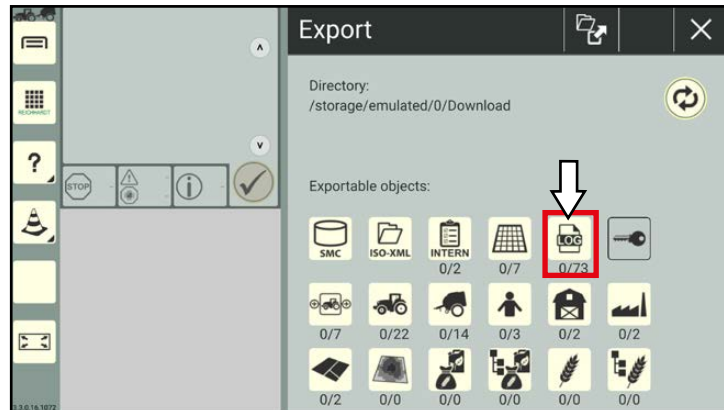 Export
Directory:
/storage/emulated/0/Download
REICHHARDT
?
STOP
Exportable objects:
SMC
ISO-XML
INTERN
LOG
0/2
0/7
0/73
0/7
0/22
0/14
0/3
0/2
0/2
0/2
0/0
0/0
0/0
0/0
0/0